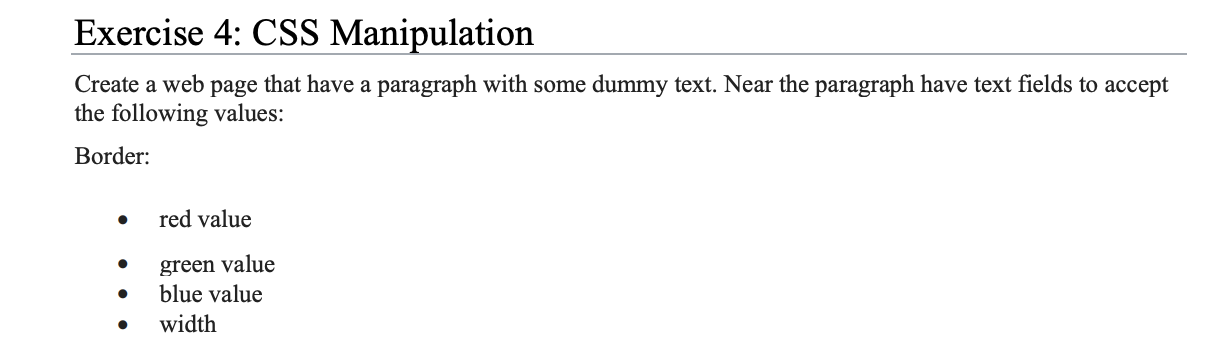 Exercise 4: CSS Manipulation
Create a web page that have a paragraph with some dummy text. Near the paragraph have text fields to accept
the following values:
Border:
• red value
• green value
• blue value
• width